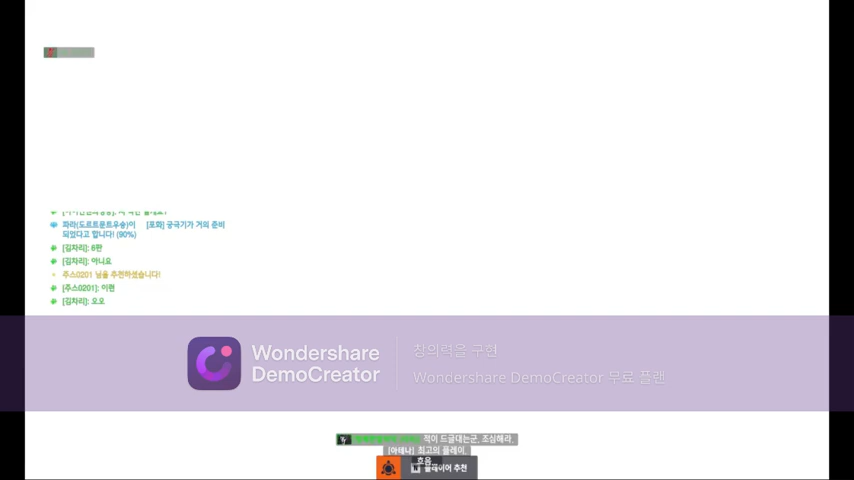 파라(도르트문트우승)이 [포화] 궁극기가 거의 준비
되었다고 합니다! (90%)
[김차리]: 6판
[김차리]: 아니요
주스0201 님을 추천하셨습니다!
[주스0201]: 이런
[김차리]: 오오
Wondershare
DemoCreator
창의력을 구현
Wondershare DemoCreator 무료 플랜
적이 드글대는군, 조심해라.
[아테나] 최고의 플레이.
흐음
플레이어 추천